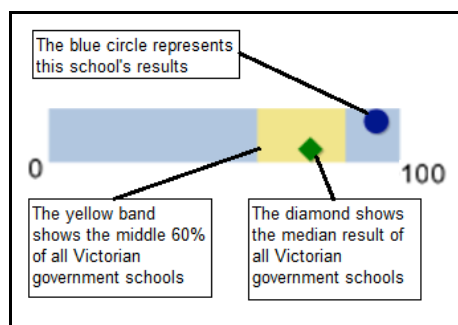 The blue circle represents
this school's results
0
100
The yellow band
shows the middle 60%
of all Victorian
government schools
The diamond shows
the median result of
all Victorian
government schools